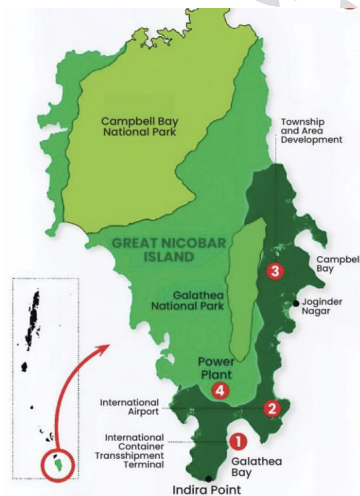 Campbell Bay
National Park
Township
and Area
Development
GREAT NICOBAR
ISLAND
Campbell
Bay
3
Galathea
National Park
Joginder
Nagar
Power
Plant
4
International
Airport
2
International
Container
Transshipment
Terminal
1
Galathea
Bay
Indira Point